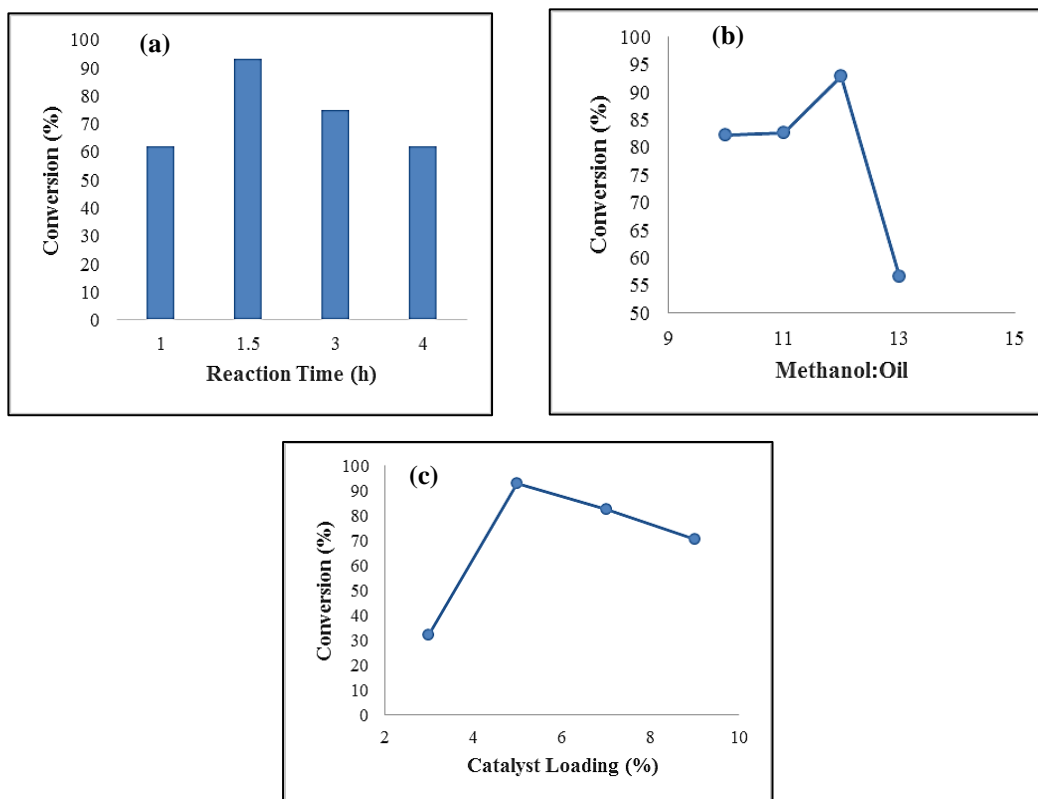 (a)
Conversion (%)
100
90
80
70
60
50
40
30
20
10
0
1 1.5 3 4
Reaction Time (h)
(b)
Conversion (%)
100
95
90
85
80
75
70
65
60
55
50
9 11 13 15
Methanol:Oil
(c)
Conversion (%)
100
90
80
70
60
50
40
30
20
10
0
2 4 6 8 10
Catalyst Loading (%)